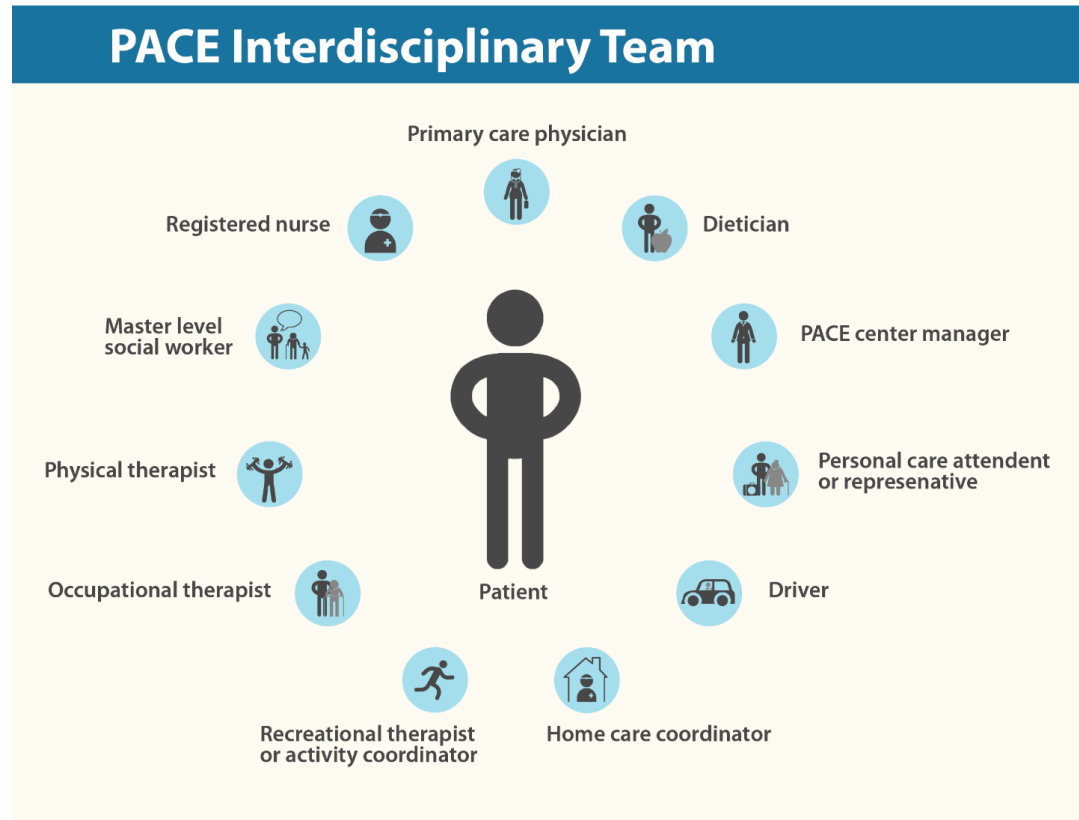 PACE Interdisciplinary Team
Primary care physician
Registered nurse
Dietician
Master level
social worker
PACE center manager
Physical therapist
Personal care attendent
or represenative
Occupational therapist
Patient
Driver
Recreational therapist
or activity coordinator
Home care coordinator